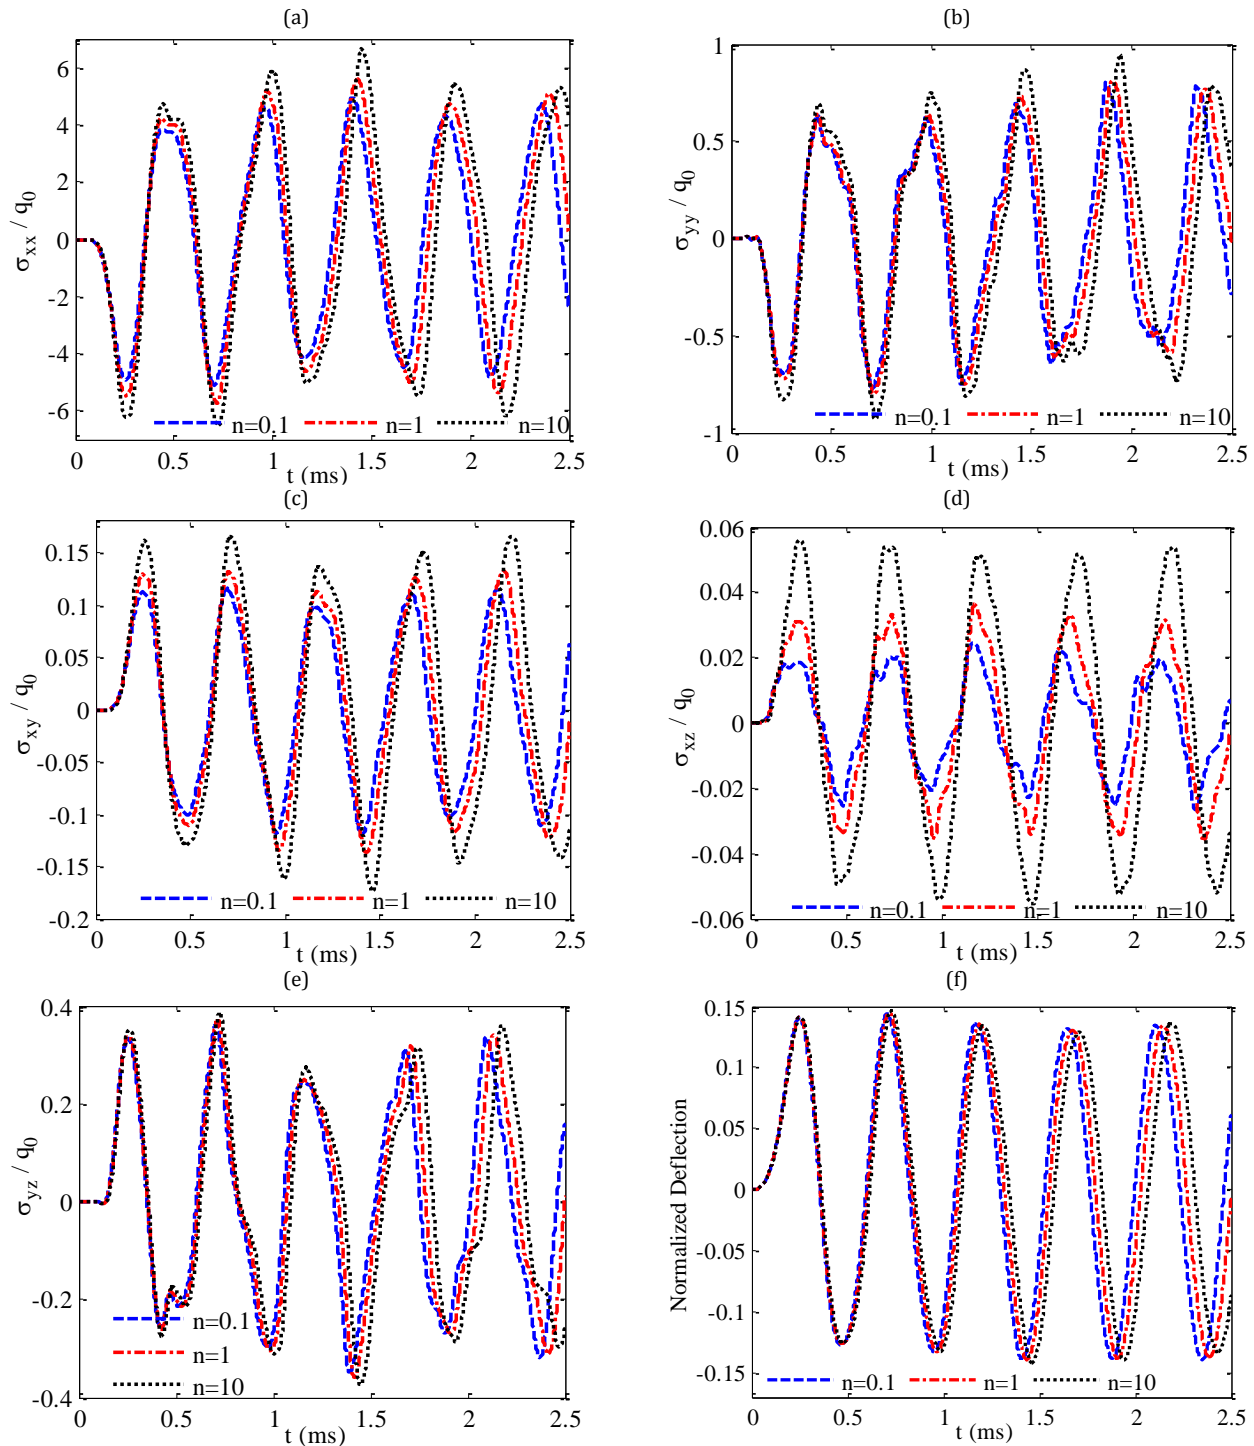 (a)
6
4
2
0
-2
-4
-6
σxx / q0
n=0.1 n=1 n=10
0 0.5 1 1.5 2 2.5
t (ms)
(b)
1
0.5
0
-0.5
-1
σyy / q0
n=0.1 n=1 n=10
0 0.5 1 1.5 2 2.5
t (ms)
(c)
0.15
0.1
0.05
0
-0.05
-0.1
-0.15
-0.2
σxy / q0
n=0.1 n=1 n=10
0 0.5 1 1.5 2 2.5
t (ms)
(d)
0.06
0.04
0.02
0
-0.02
-0.04
-0.06
σxz / q0
n=0.1 n=1 n=10
0 0.5 1 1.5 2 2.5
t (ms)
(e)
0.4
0.2
0
-0.2
-0.4
σyz / q0
n=0.1
n=1
n=10
0 0.5 1 1.5 2 2.5
t (ms)
(f)
0.15
0.1
0.05
0
-0.05
-0.1
-0.15
Normalized Deflection
n=0.1 n=1 n=10
0 0.5 1 1.5 2 2.5
t (ms)